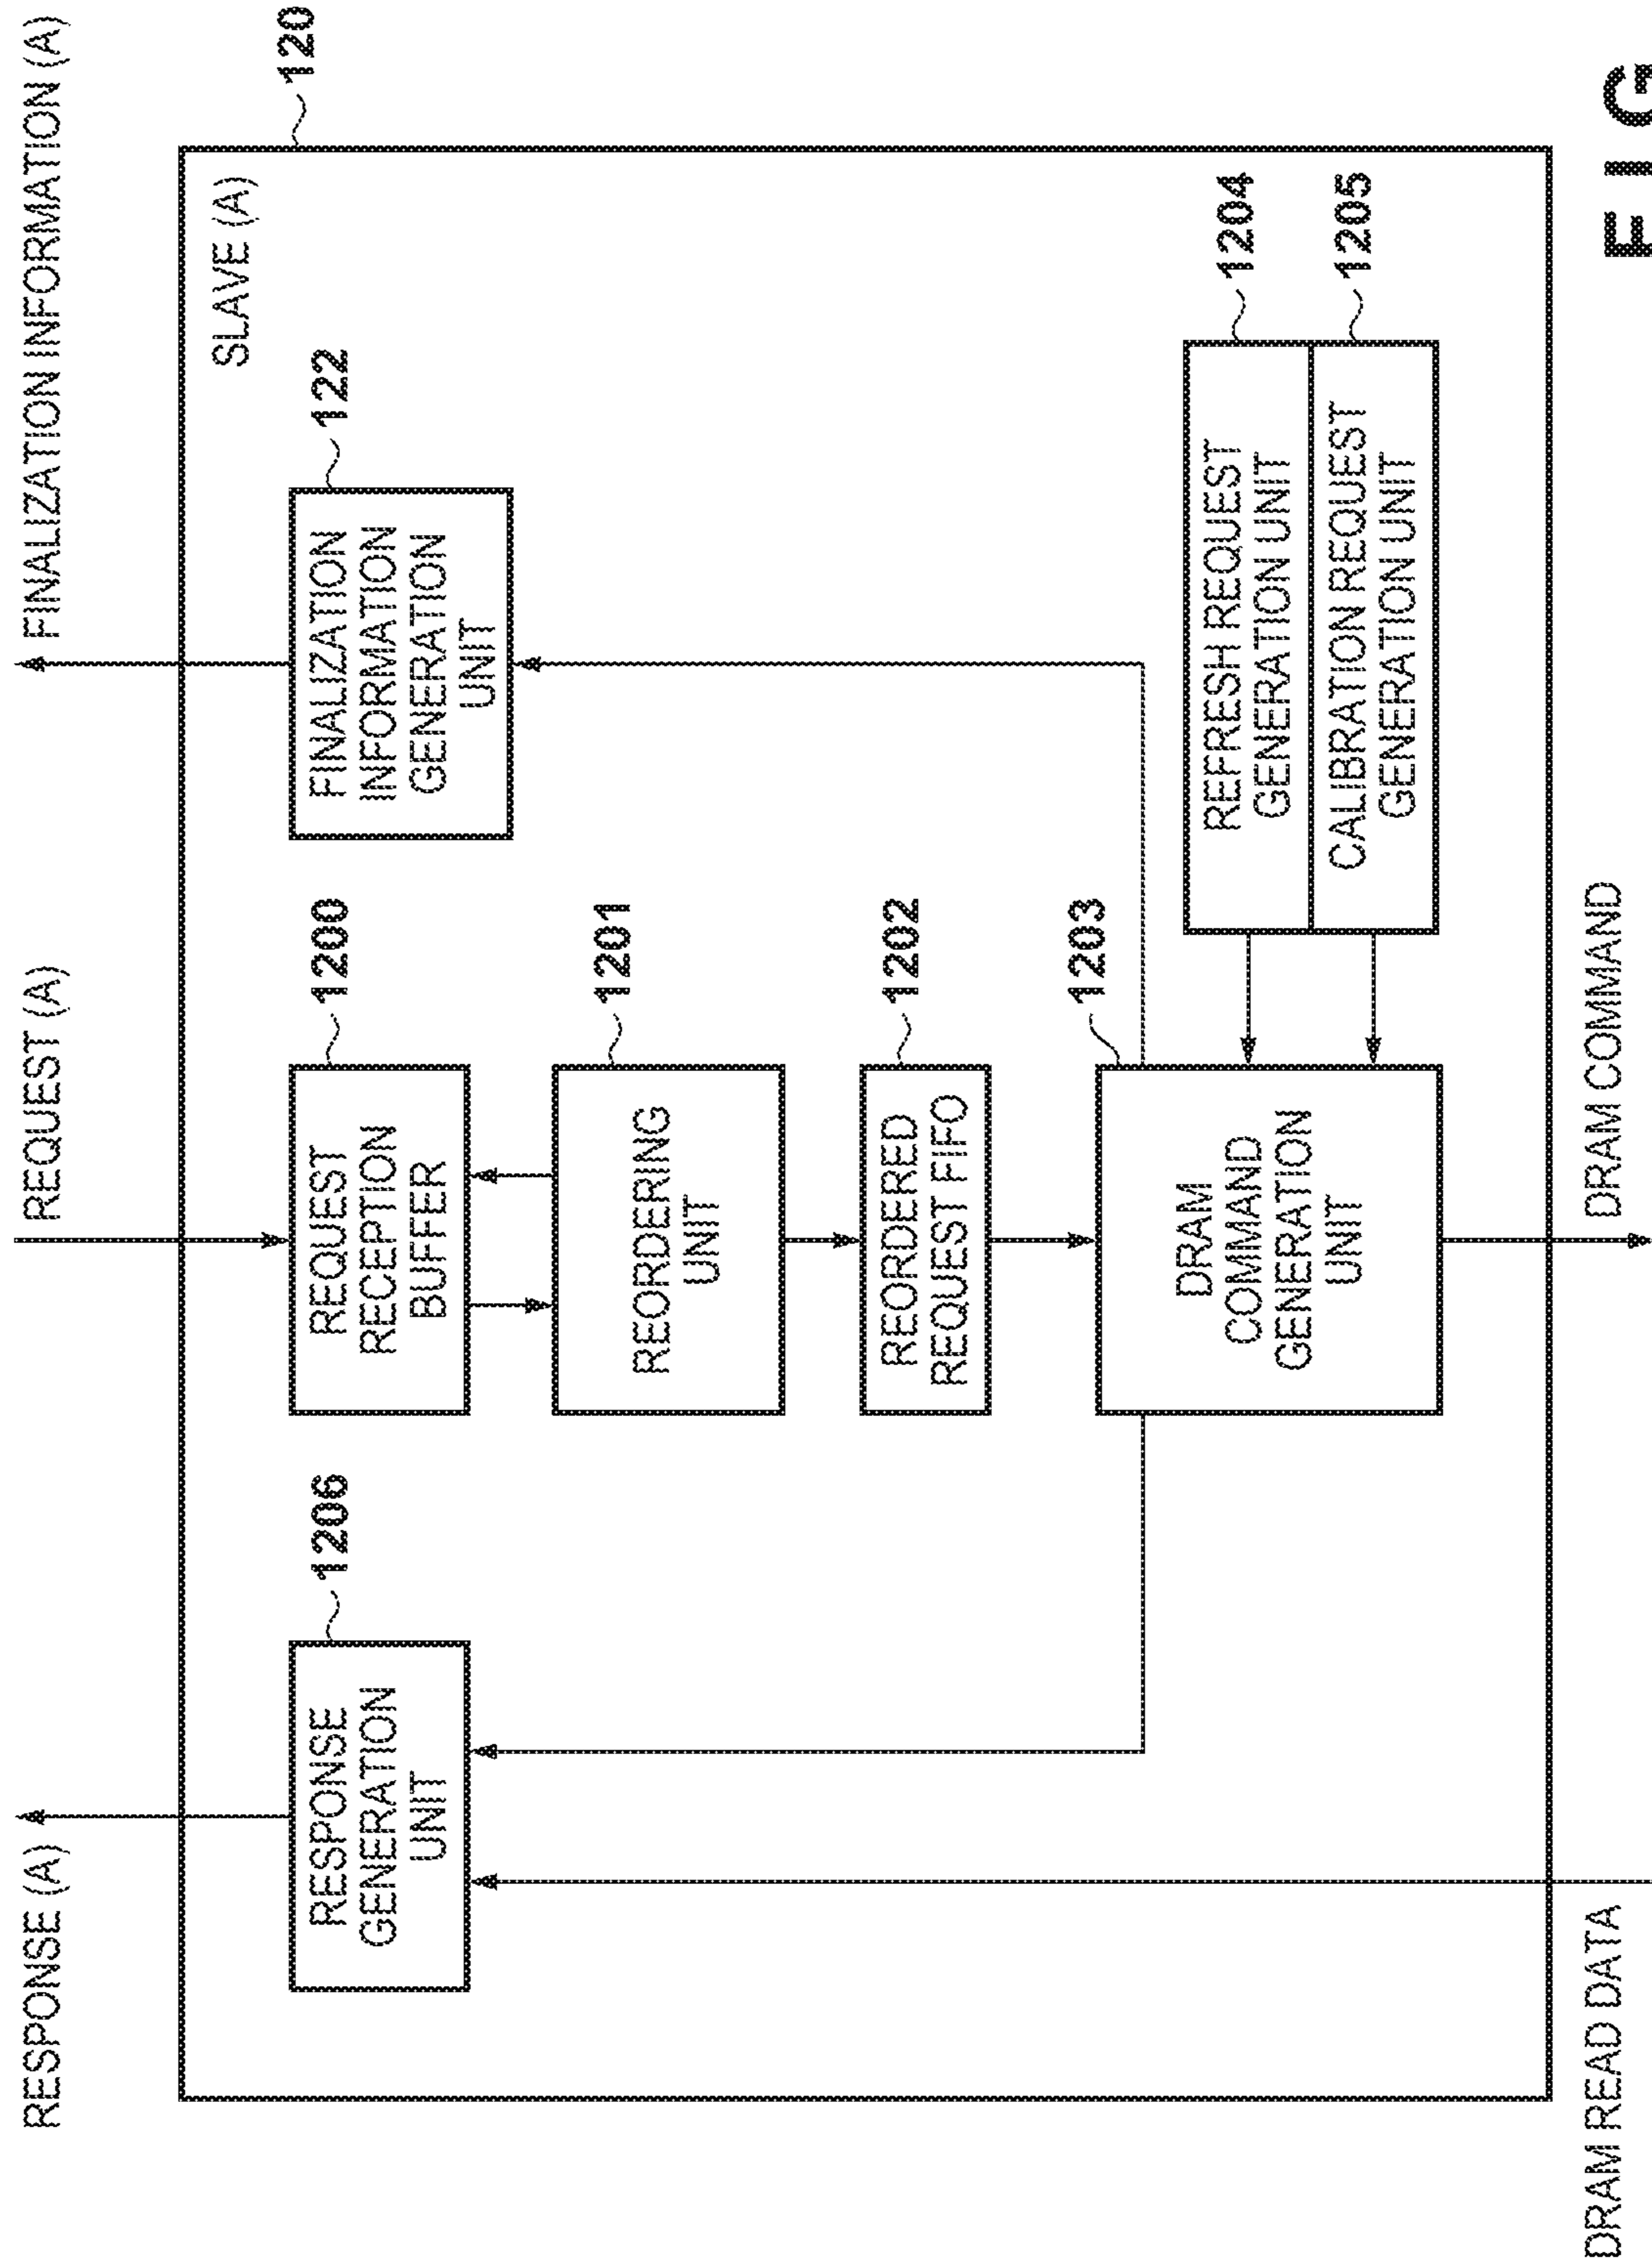 RESPONSE (A)
REQUEST (A)
FINALIZATION INFORMATION (A)
120
SLAVE (A)
1206
RESPONSE
GENERATION
UNIT
1200
REQUEST
RECEPTION
BUFFER
122
FINALIZATION
INFORMATION
GENERATION
UNIT
1201
REORDERING
UNIT
1202
REORDERED
REQUEST FIFO
1203
DRAM
COMMAND
GENERATION
UNIT
1204
REFRESH REQUEST
GENERATION UNIT
1205
CALIBRATION REQUEST
GENERATION UNIT
DRAM READ DATA
DRAM COMMAND
FIG